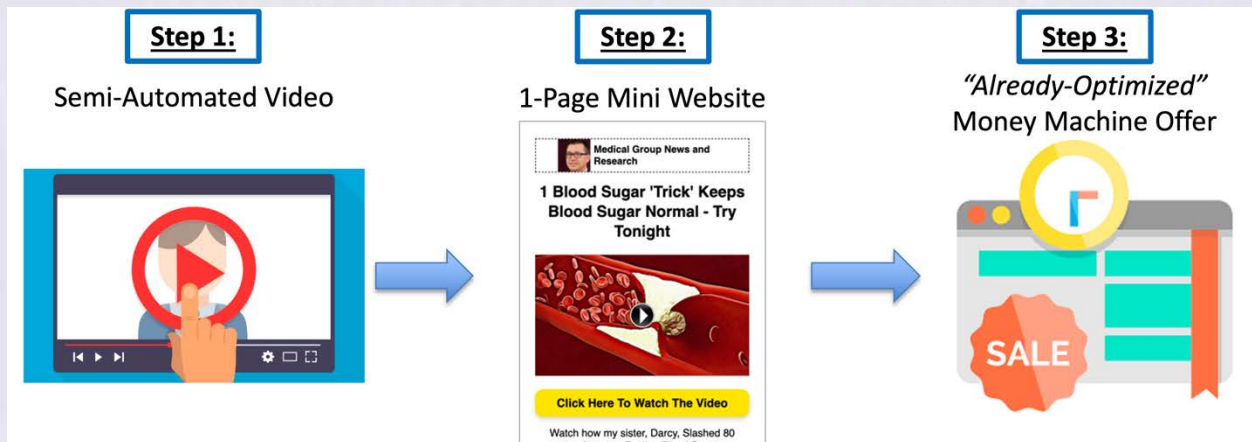 Step 1:
Semi-Automated Video
Step 2:
1-Page Mini Website
Medical Group News and
Research
1 Blood Sugar 'Trick' Keeps
Blood Sugar Normal - Try
Tonight
Click Here To Watch The Video
Watch how my sister, Darcy, Slashed 80
Step 3:
“Already-Optimized”
Money Machine Offer
SALE